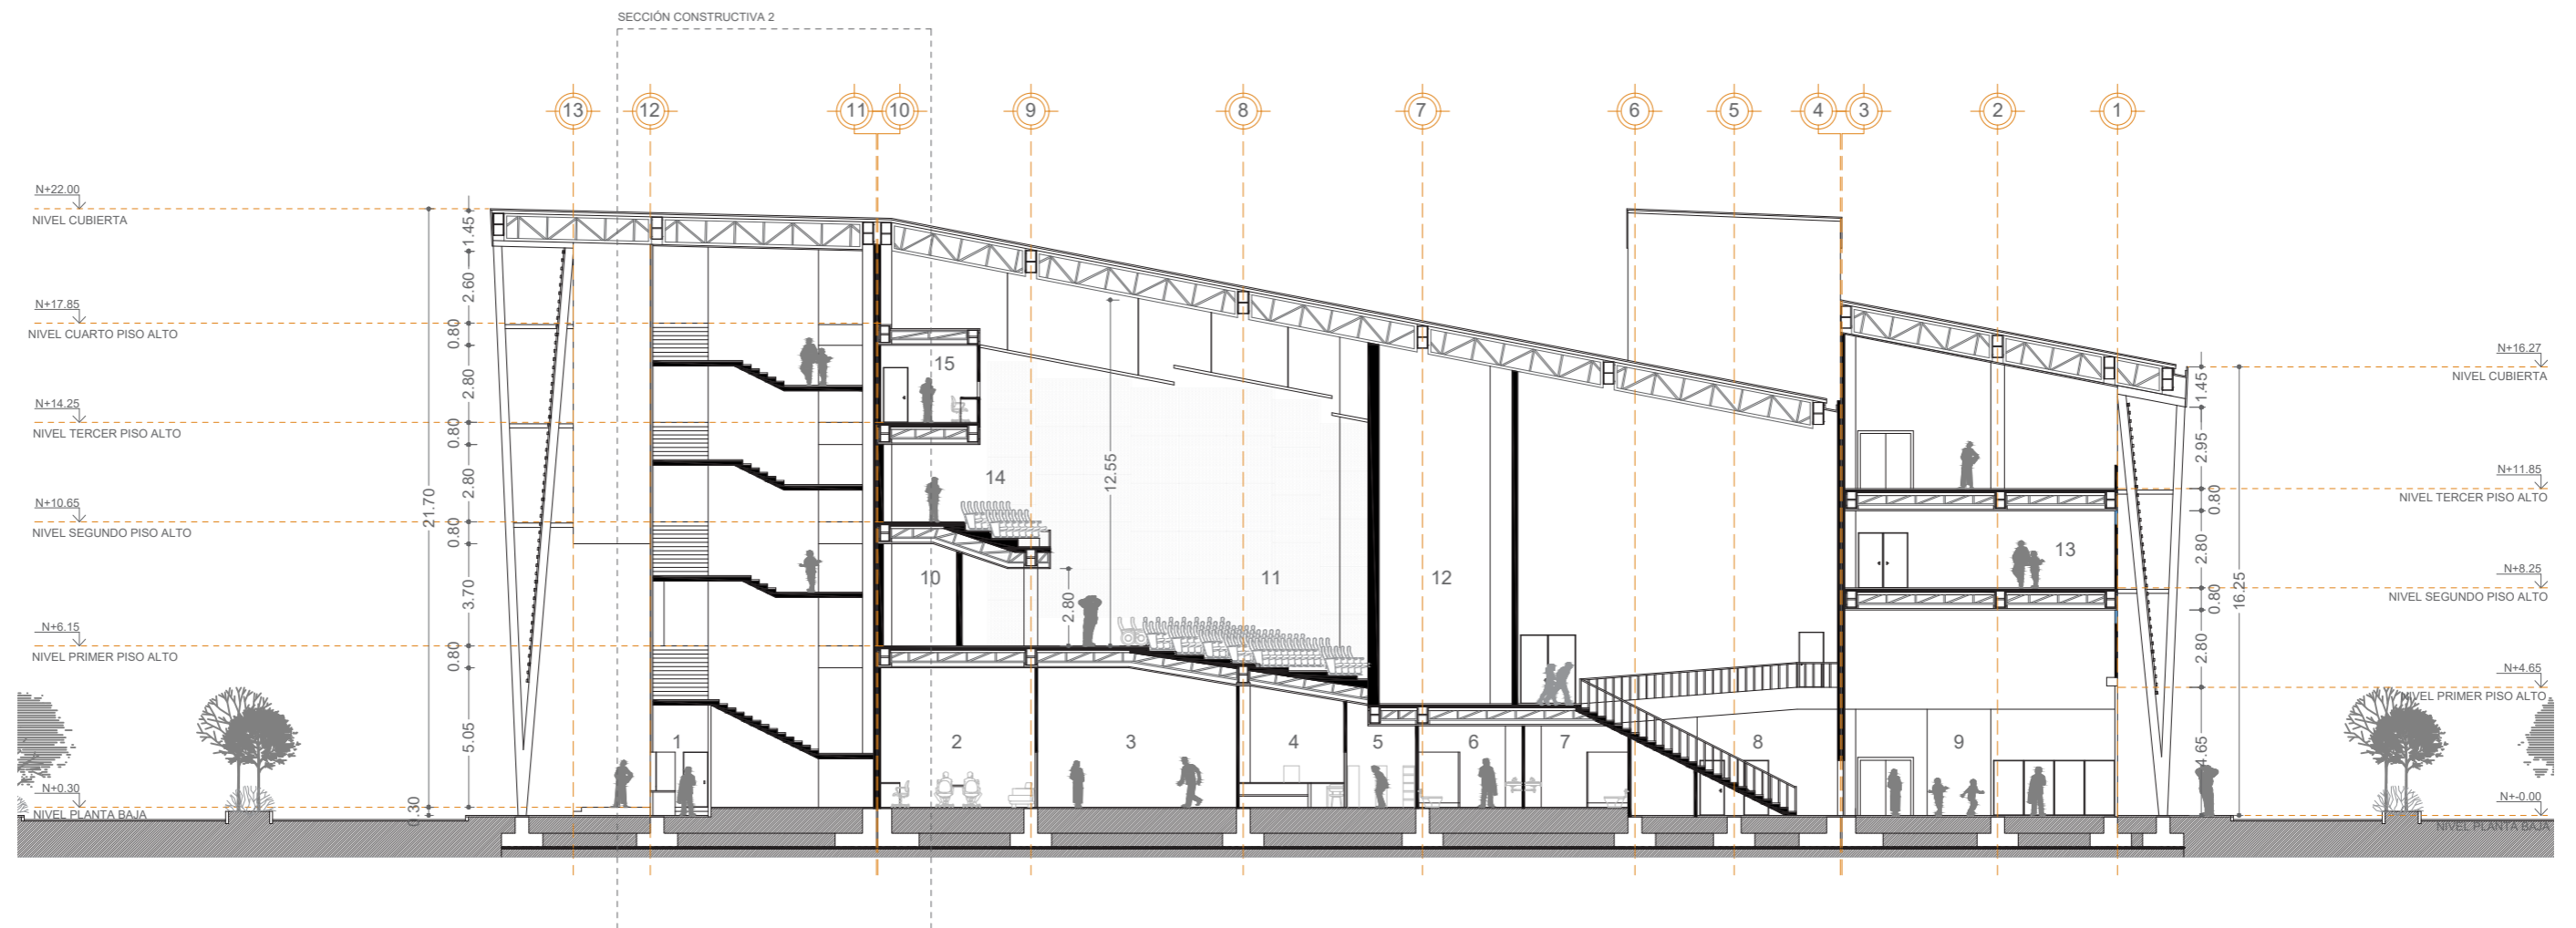 SECCIÓN CONSTRUCTIVA 2
13
12
11
10
9
8
7
6
5
4
3
2
1
N+22.00
NIVEL CUBIERTA
N+17.85
NIVEL CUARTO PISO ALTO
N+14.25
NIVEL TERCER PISO ALTO
N+10.65
NIVEL SEGUNDO PISO ALTO
N+6.15
NIVEL PRIMER PISO ALTO
N+0.30
NIVEL PLANTA BAJA
21.70
1.45
2.60
0.80
2.80
0.80
2.80
0.80
3.70
0.80
5.05
0.30
15
14
12.55
10
11
12
2.80
13
1
2
3
4
5
6
7
8
9
N+16.27
NIVEL CUBIERTA
N+11.85
NIVEL TERCER PISO ALTO
N+8.25
NIVEL SEGUNDO PISO ALTO
N+4.65
NIVEL PRIMER PISO ALTO
N+-0.00
NIVEL PLANTA BAJA
1.45
2.95
0.80
2.80
0.80
2.80
4.65
16.25